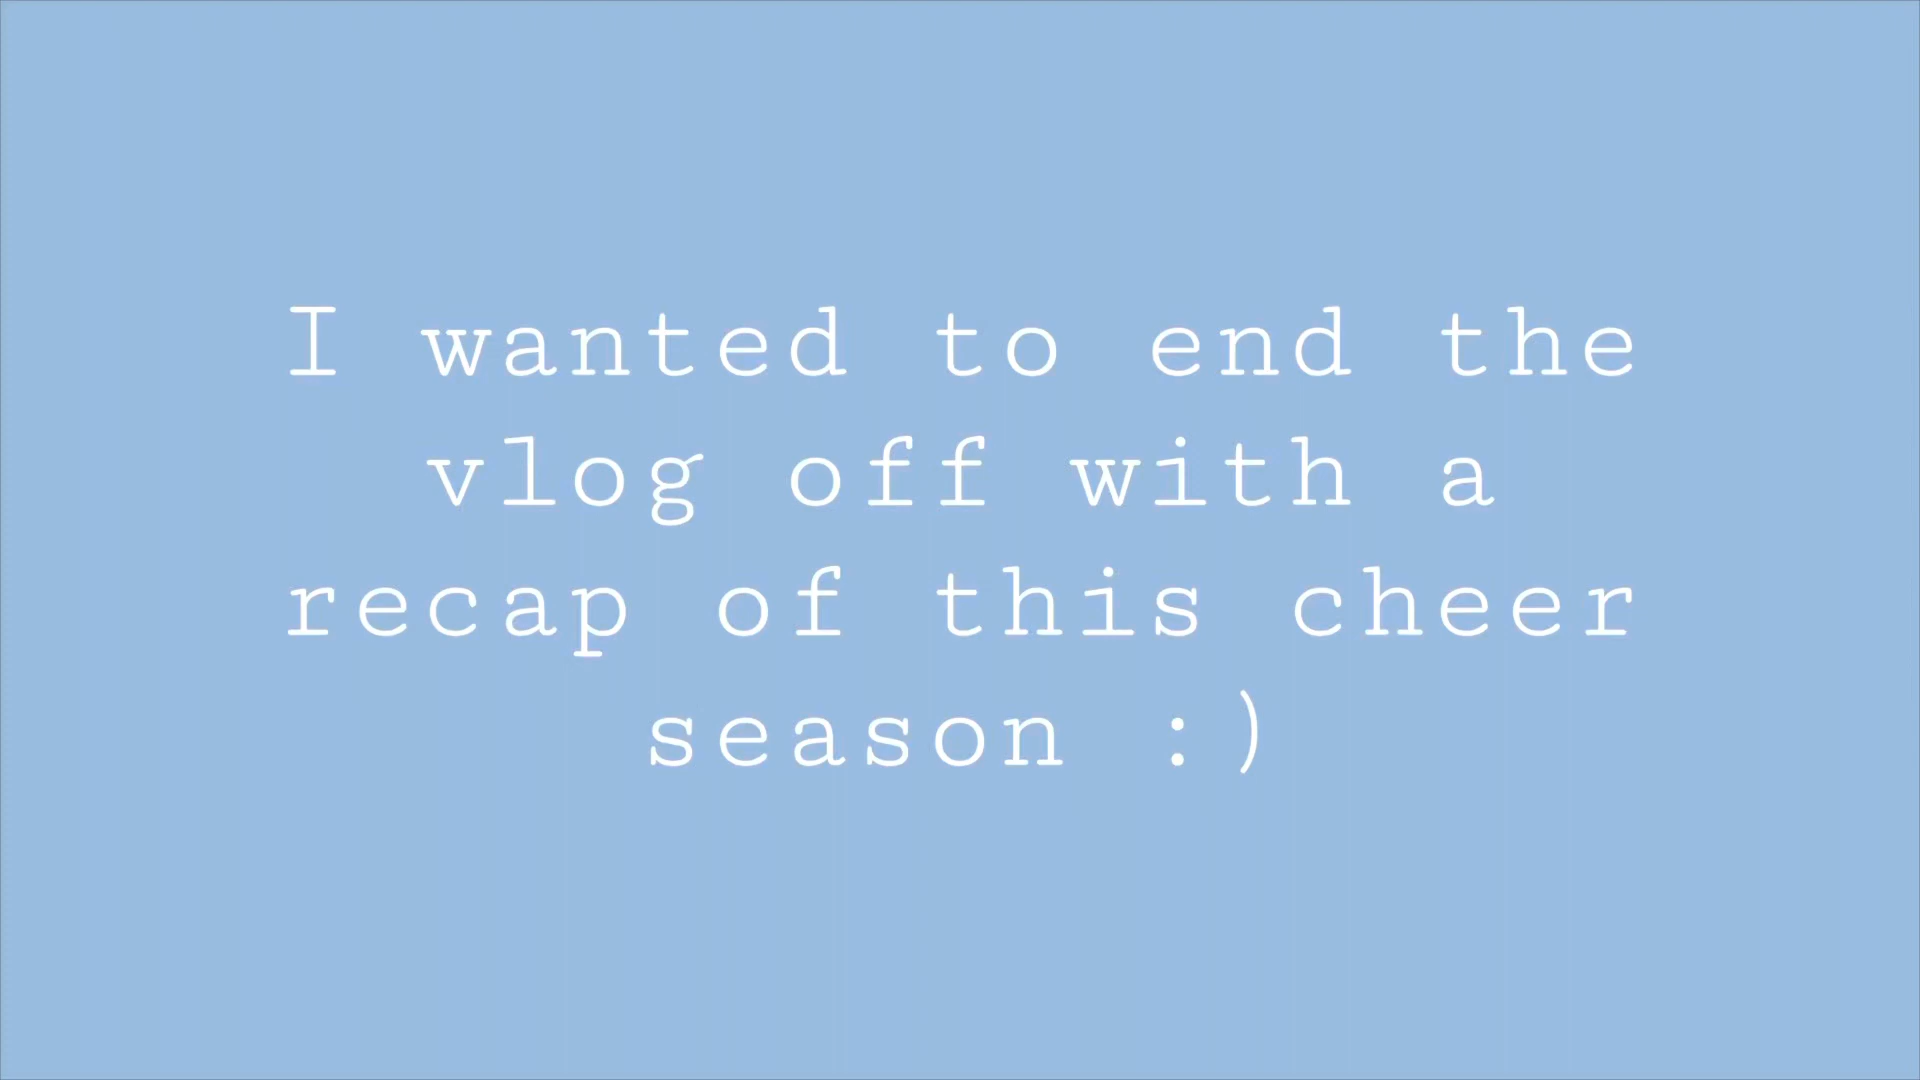 I wanted to end the
vlog off with a
recap of this cheer
season :)